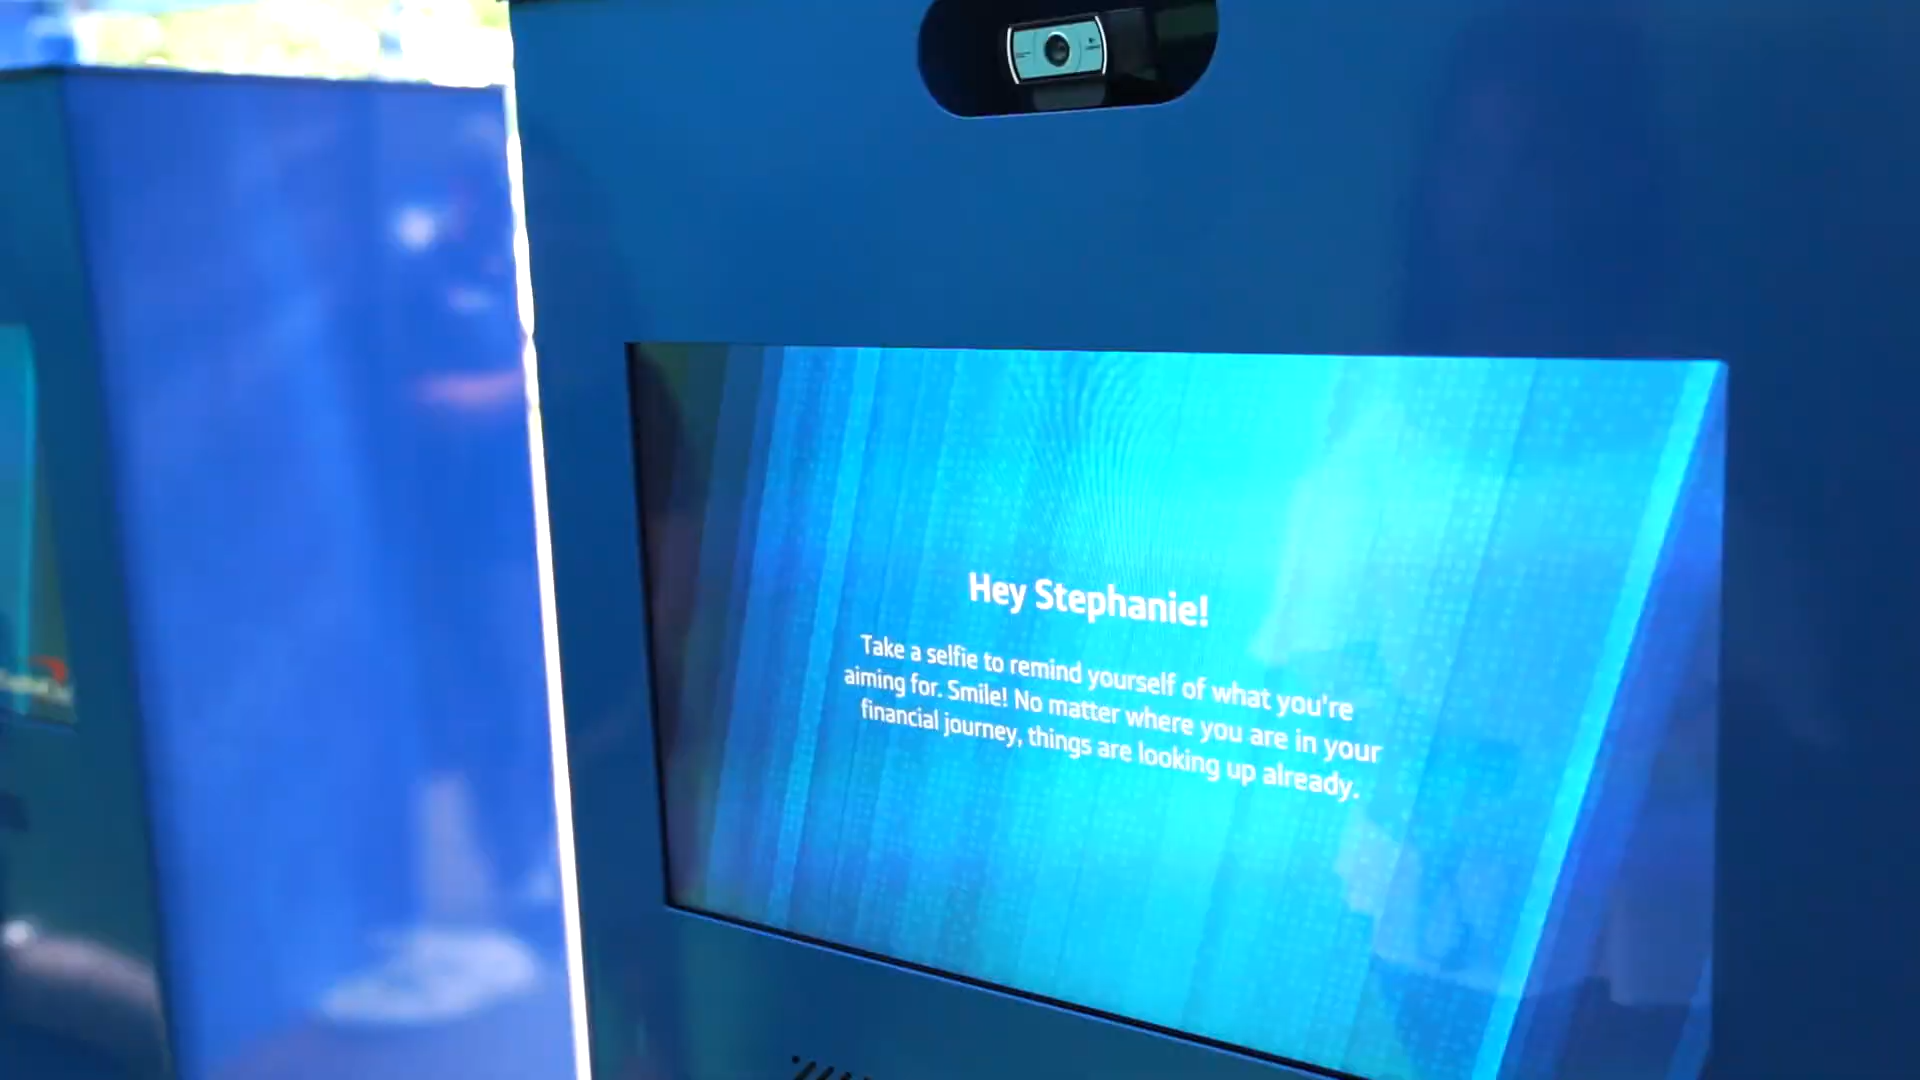 Hey Stephanie!
Take a selfie to remind yourself of what you're
aiming for. Smile! No matter where you are in your
financial journey, things are looking up already.